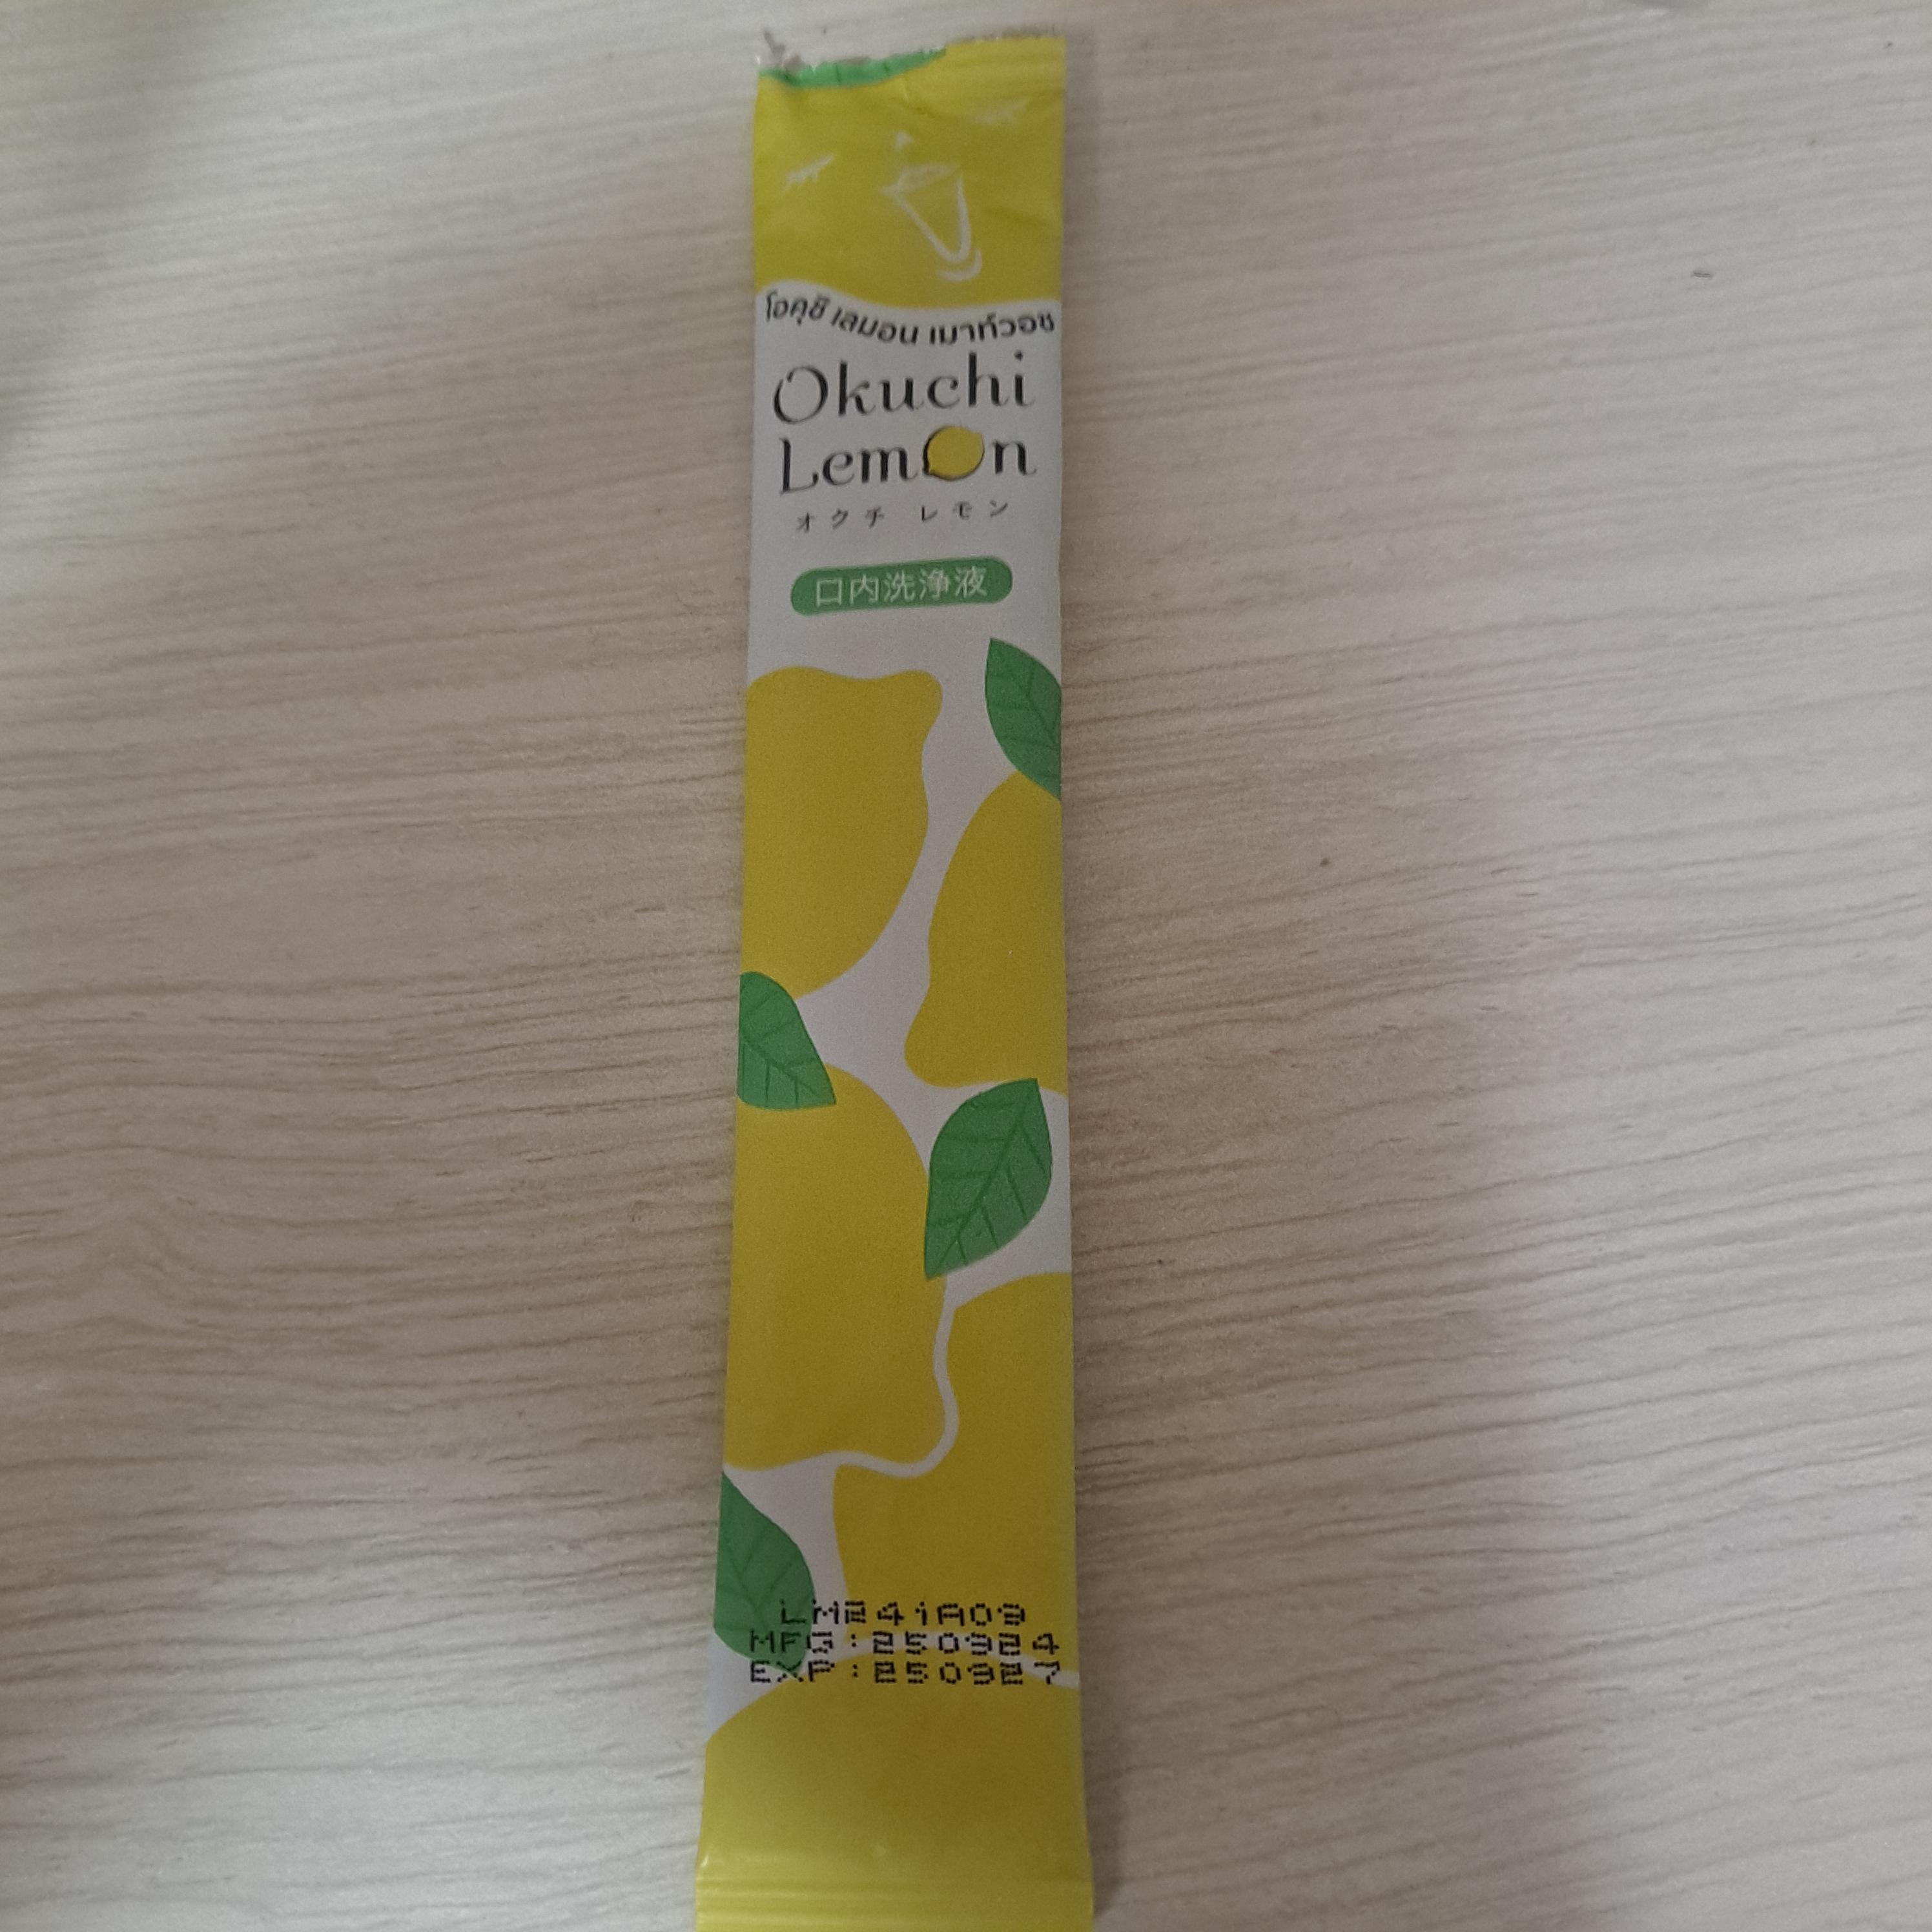 โอคุชิ เลมอน เมาท์วอช
Okuchi
Lemon
オクチ レモン
口内洗浄液
LM241A09
MFG:250924
EXP:250927